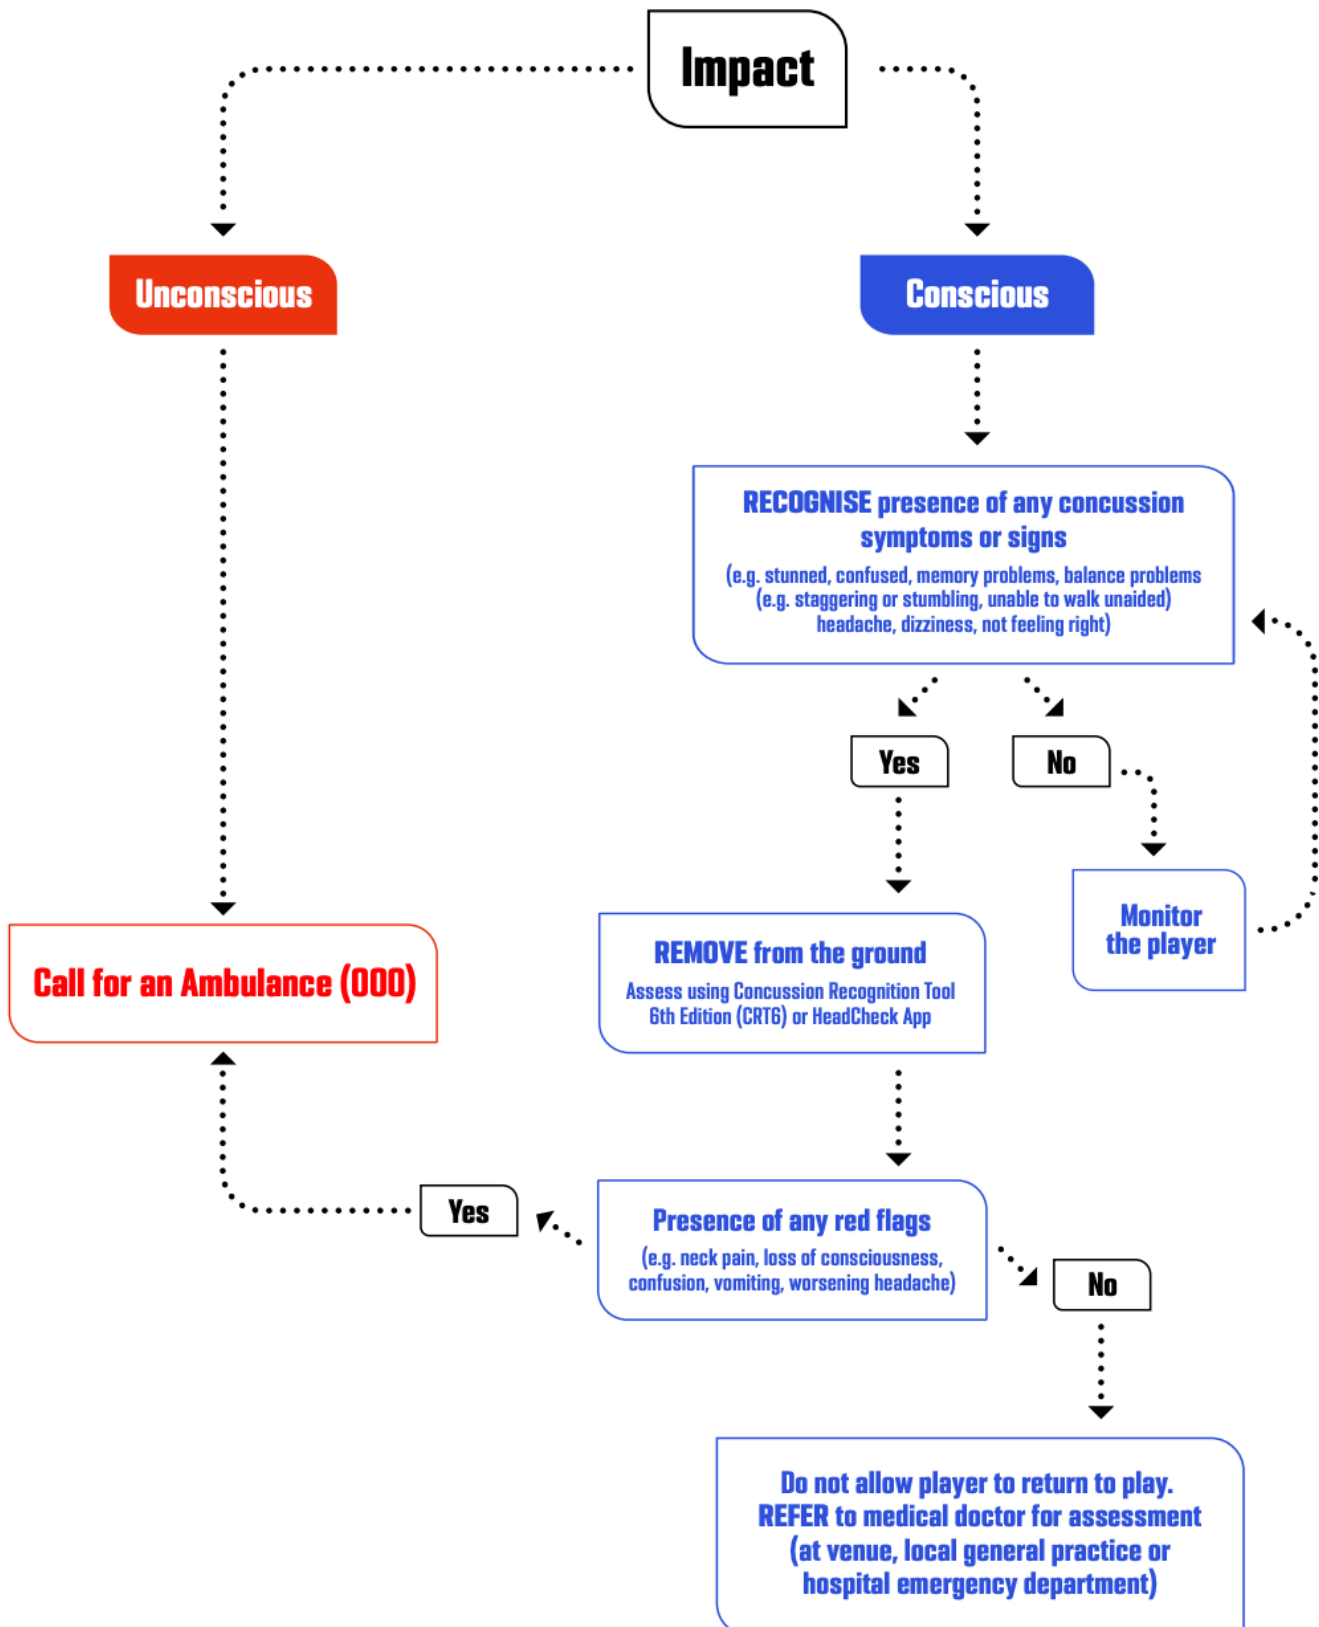 Impact
Unconscious
Conscious
RECOGNISE presence of any concussion
symptoms or signs
(e.g. stunned, confused, memory problems, balance problems
(e.g. staggering or stumbling, unable to walk unaided)
headache, dizziness, not feeling right)
Yes
No
Monitor
the player
REMOVE from the ground
Assess using Concussion Recognition Tool
6th Edition (CRT6) or HeadCheck App
Call for an Ambulance (000)
Presence of any red flags
(e.g. neck pain, loss of consciousness,
confusion, vomiting, worsening headache)
Yes
No
Do not allow player to return to play.
REFER to medical doctor for assessment
(at venue, local general practice or
hospital emergency department)